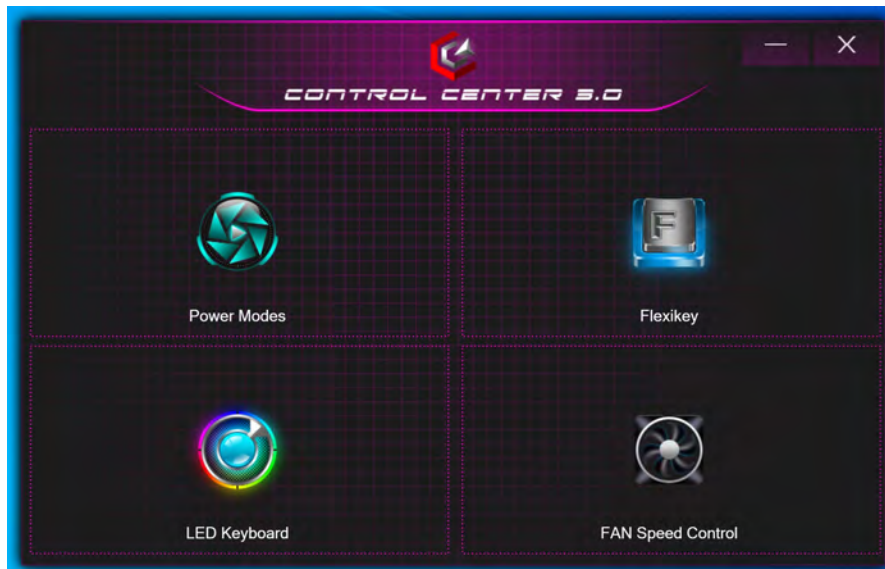 CONTROL CENTER 3.0
Power Modes
F
Flexikey
LED Keyboard
FAN Speed Control